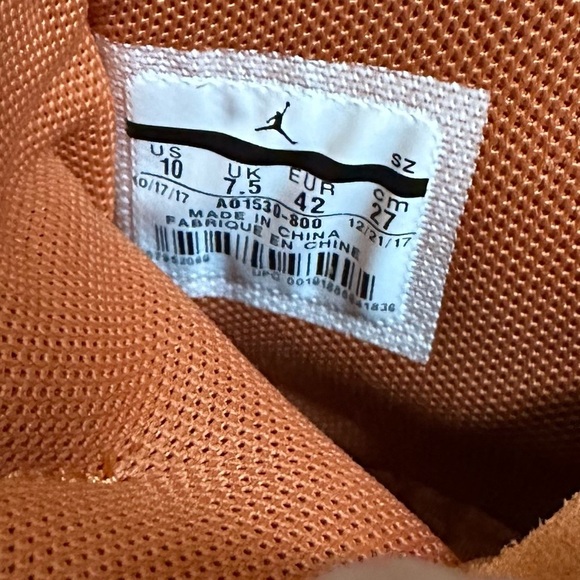 SZ
US UK EUR cm
10 7.5 42 27
10/17/17 12/21/17
AO1530-800
MADE IN CHINA
FABRIQUE EN CHINE